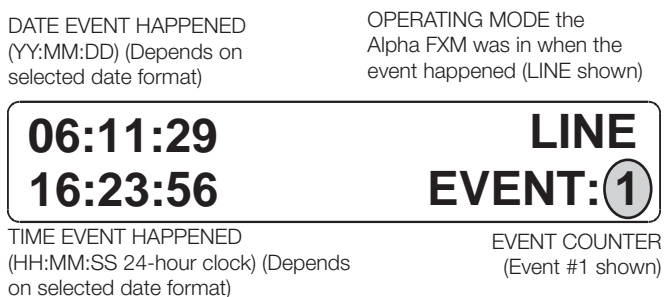 DATE EVENT HAPPENED
(YY:MM:DD) (Depends on
selected date format)
OPERATING MODE the
Alpha FXM was in when the
event happened (LINE shown)
06:11:29 LINE
16:23:56 EVENT: 1
TIME EVENT HAPPENED
(HH:MM:SS 24-hour clock) (Depends
on selected date format)
EVENT COUNTER
(Event #1 shown)